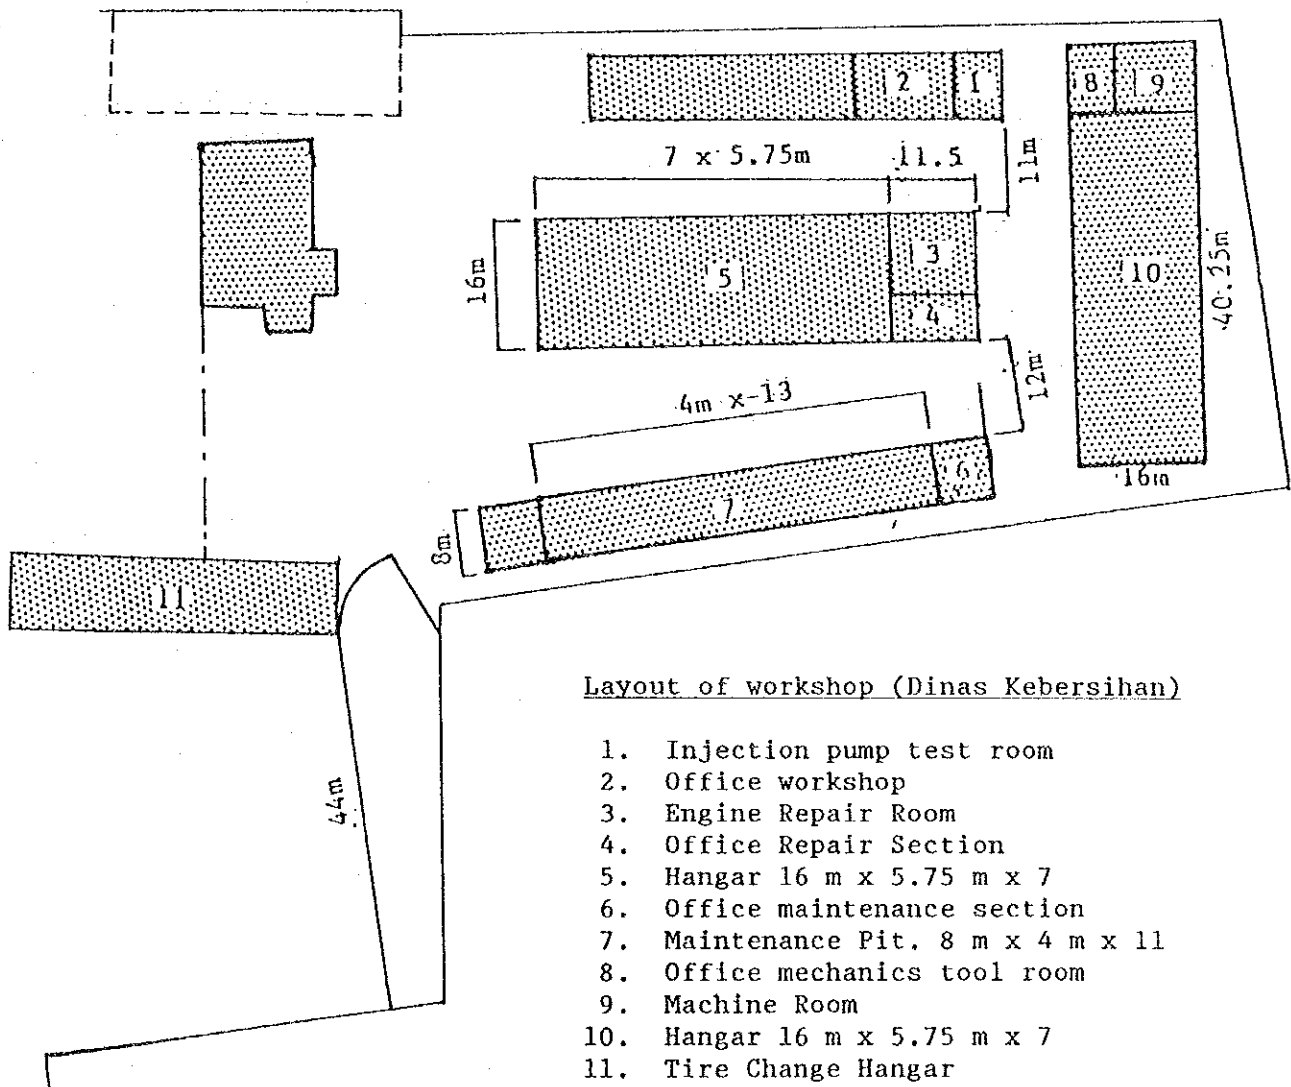 2
1
8
9
7 x 5.75m
11.5
11m
3
16m
5
10
4
40.25m
4m x 13
12m
6
16m
7
8m
11
Layout of workshop (Dinas Kebersihan)
44m
1. Injection pump test room
2. Office workshop
3. Engine Repair Room
4. Office Repair Section
5. Hangar 16 m x 5.75 m x 7
6. Office maintenance section
7. Maintenance Pit. 8 m x 4 m x 11
8. Office mechanics tool room
9. Machine Room
10. Hangar 16 m x 5.75 m x 7
11. Tire Change Hangar